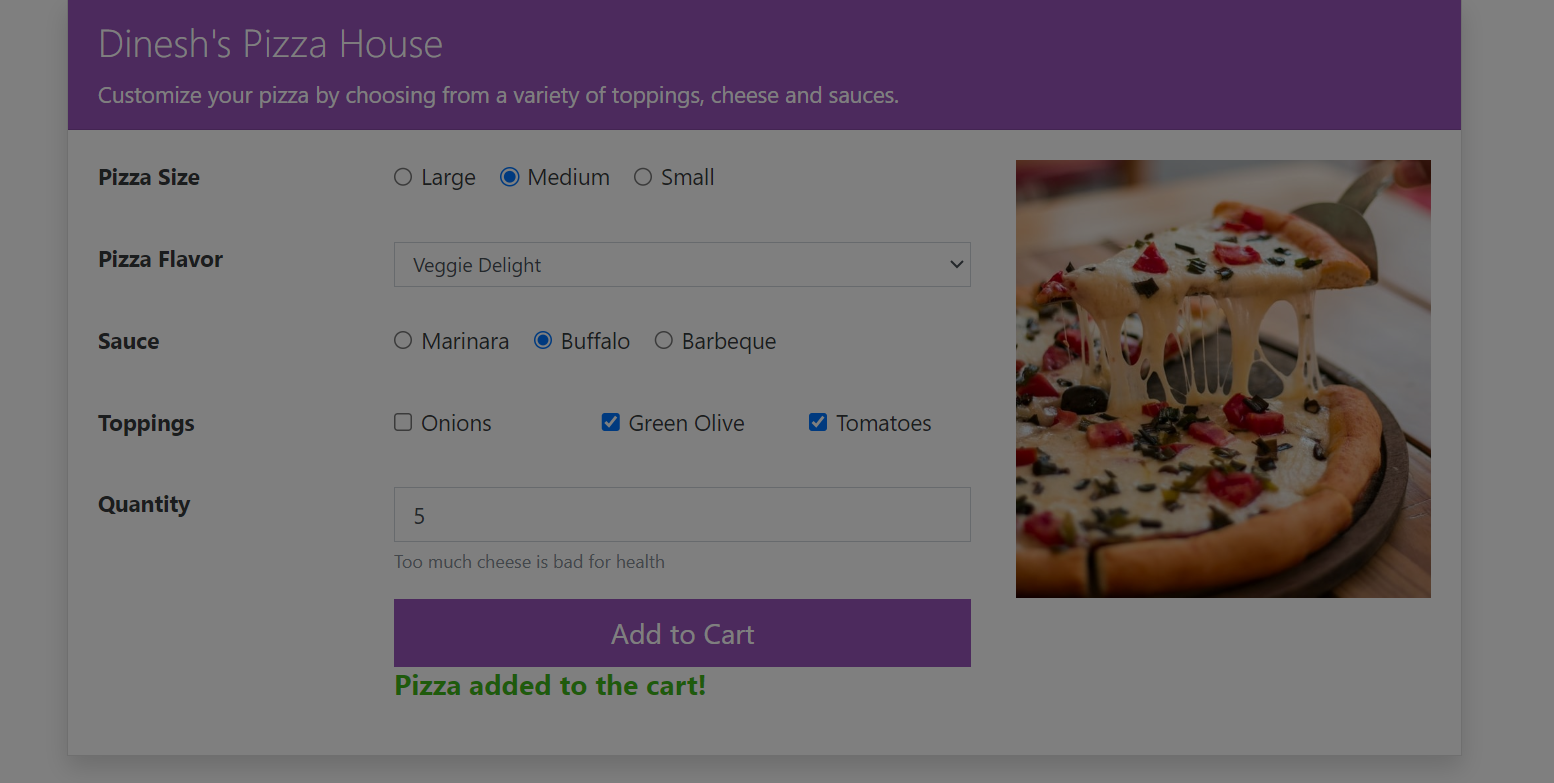 Dinesh's Pizza House
Customize your pizza by choosing from a variety of toppings, cheese and sauces.
Pizza Size Large Medium Small
Pizza Flavor Veggie Delight
Sauce Marinara Buffalo Barbeque
Toppings Onions Green Olive Tomatoes
Quantity 5
Too much cheese is bad for health
Add to Cart
Pizza added to the cart!